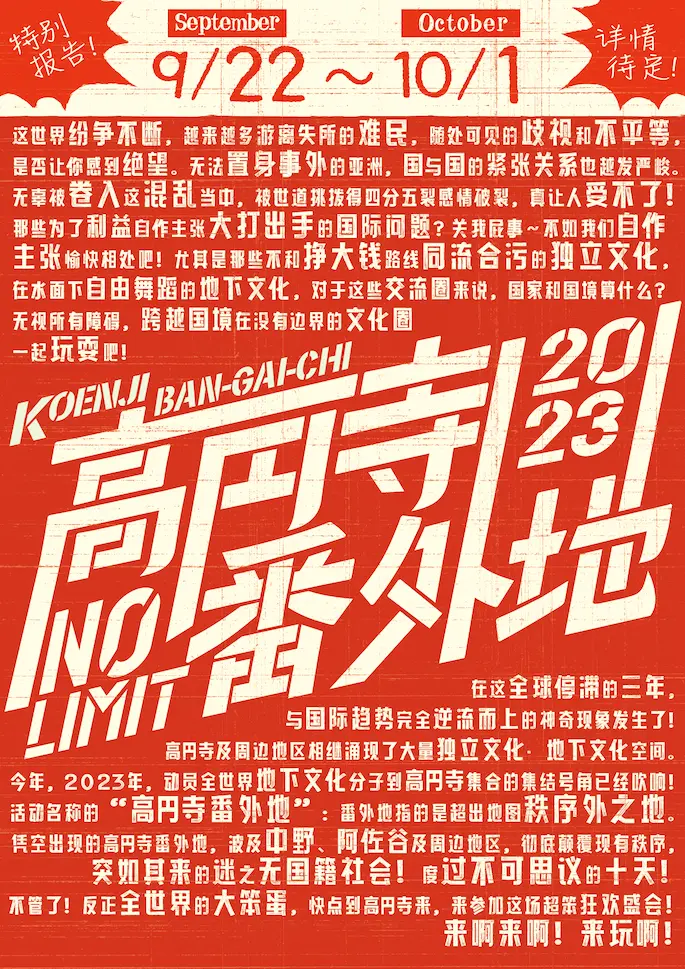 特别
报告!
September
October
详情
待定!
9/22～10/1
这世界纷争不断，越来越多游离失所的难民，随处可见的歧视和不平等，
是否让你感到绝望。无法置身事外的亚洲，国与国的紧张关系也越发严峻。
无辜被卷入这混乱当中，被世道挑拨得四分五裂感情破裂，真让人受不了！
那些为了利益自作主张大打出手的国际问题？关我屁事~不如我们自作
主张愉快相处吧！尤其是那些不和挣大钱路线同流合污的独立文化，
在水面下自由舞蹈的地下文化，对于这些交流圈来说，国家和国境算什么？
无视所有障碍，跨越国境在没有边界的文化圈
一起玩耍吧！
KOENJI BAN-GAI-CHI
2023
高円寺
番外地
NO
LIMIT
在这全球停滞的三年，
与国际趋势完全逆流而上的神奇现象发生了！
高円寺及周边地区相继涌现了大量独立文化·地下文化空间。
今年，2023年，动员全世界地下文化分子到高円寺集合的集结号角已经吹响！
活动名称的“高円寺番外地”：番外地指的是超出地图秩序外之地。
凭空出现的高円寺番外地，波及中野、阿佐谷及周边地区，彻底颠覆现有秩序，
突如其来的谜之无国籍社会！度过不可思议的十天！
不管了！反正全世界的大笨蛋，快点到高円寺来，来参加这场超笨狂欢盛会！
来啊来啊！来玩啊！